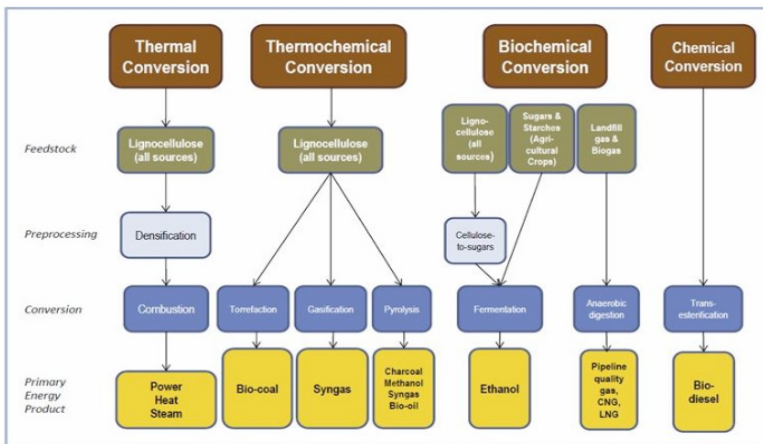 Thermal
Conversion
Thermochemical
Conversion
Biochemical
Conversion
Chemical
Conversion
Feedstock
Lignocellulose
(all sources)
Lignocellulose
(all sources)
Ligno-
cellulose
(all
sources)
Sugars &
Starches
(Agri-
cultural
Crops)
Landfill
gas &
Biogas
Preprocessing
Densification
Cellulose-
to-sugars
Conversion
Combustion
Torrefaction
Gasification
Pyrolysis
Fermentation
Anaerobic
digestion
Trans-
esterification
Primary
Energy
Product
Power
Heat
Steam
Bio-coal
Syngas
Charcoal
Methanol
Syngas
Bio-oil
Ethanol
Pipeline
quality
gas,
CNG,
LNG
Bio-
diesel